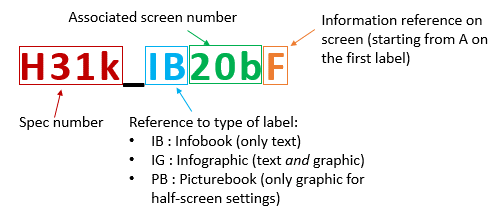 Associated screen number
Information reference on
screen (starting from A on
the first label)
H31k_IB20bF
Spec number
Reference to type of label:
• IB : Infobook (only text)
• IG : Infographic (text and graphic)
• PB : Picturebook (only graphic for
half-screen settings)